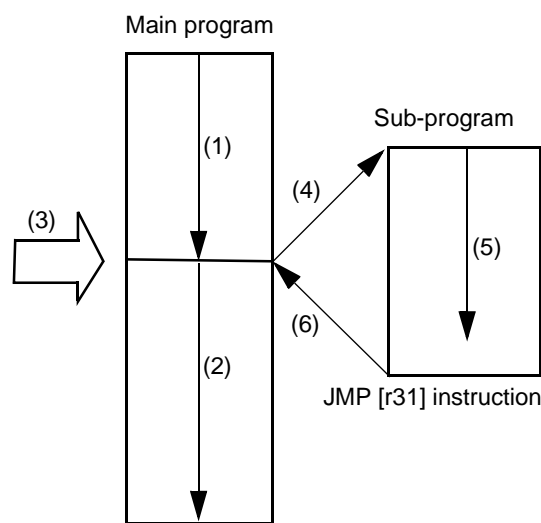 Main program
Sub-program
(1)
(4)
(3)
(5)
(6)
(2)
JMP [r31] instruction